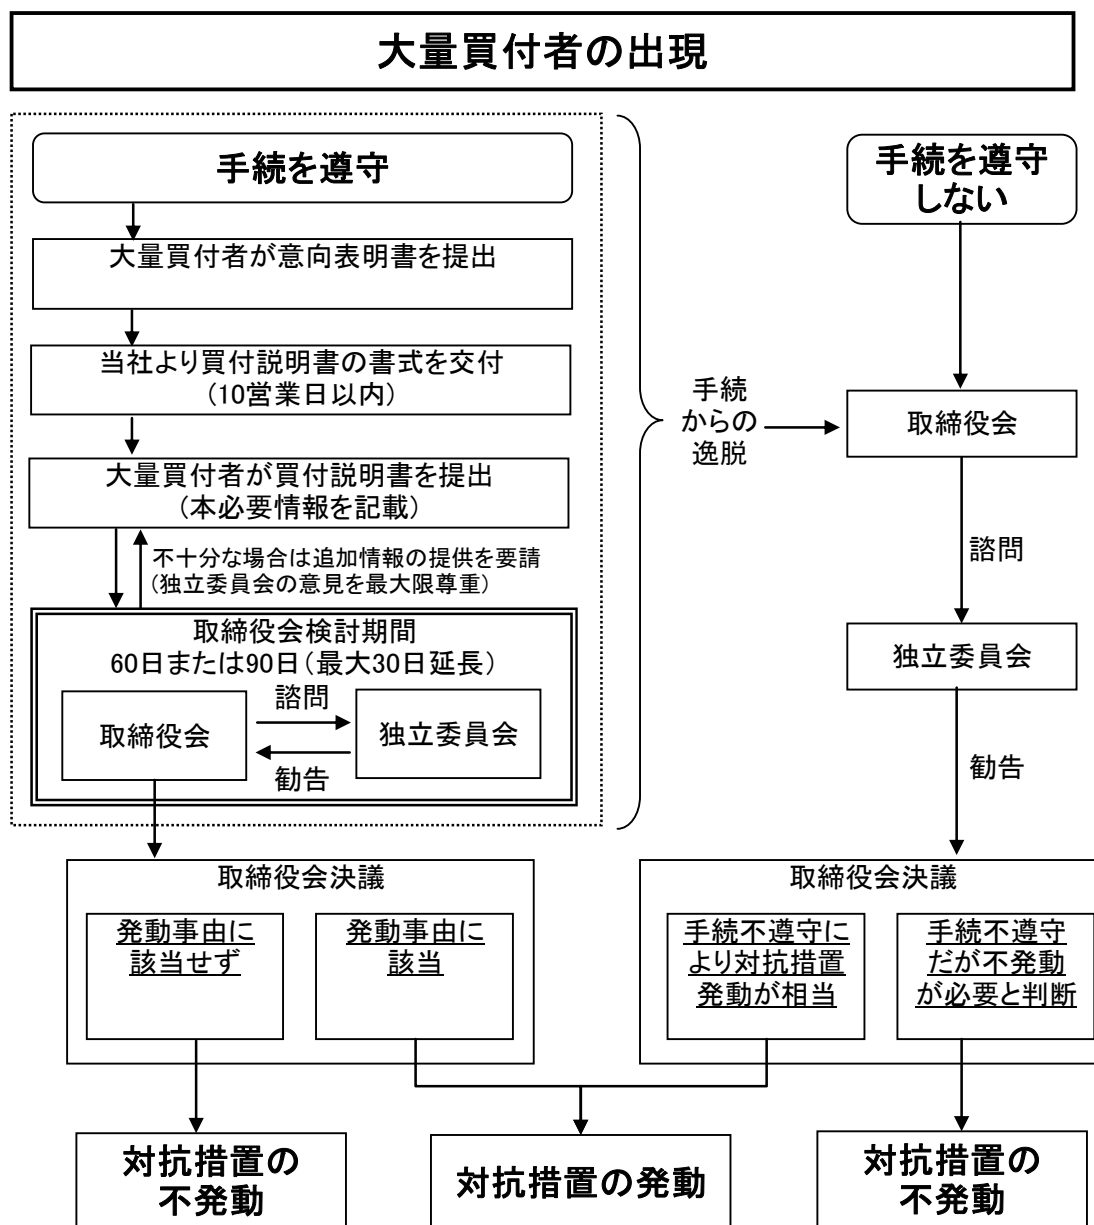 大量買付者の出現
手続を遵守
大量買付者が意向表明書を提出
当社より買付説明書の書式を交付
(10営業日以内)
大量買付者が買付説明書を提出
(本必要情報を記載)
不十分な場合は追加情報の提供を要請
(独立委員会の意見を最大限尊重)
取締役会検討期間
60日または90日(最大30日延長)
諮問
取締役会
独立委員会
勧告
手続
からの
逸脱
手続を遵守
しない
取締役会
諮問
独立委員会
勧告
取締役会決議
発動事由に
該当せず
発動事由に
該当
取締役会決議
手続不遵守に
より対抗措置
発動が相当
手続不遵守
だが不発動
が必要と判断
対抗措置の
不発動
対抗措置の発動
対抗措置の
不発動